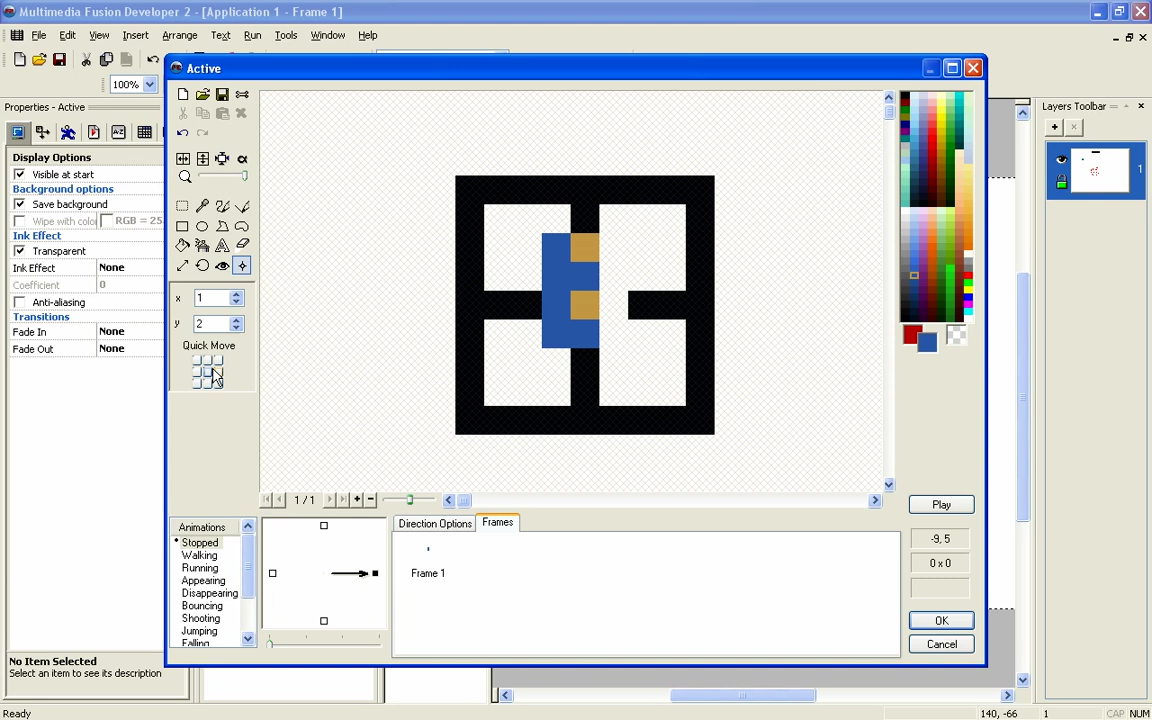 Multimedia Fusion Developer 2 - [Application 1 - Frame 1]
File Edit View Insert Arrange Text Run Tools Window Help
100%
Active
Properties - Active
Layers Toolbar
Display Options
Visible at start
Background options
Save background
Wipe with color RGB = 25
Ink Effect
Transparent
Ink Effect None
Coefficient 0
Anti-aliasing
Transitions
Fade In None
Fade Out None
x 1
y 2
Quick Move
1
1 / 1
Play
Animations
Stopped
Walking
Running
Appearing
Disappearing
Bouncing
Shooting
Jumping
Falling
Direction Options Frames
Frame 1
-9, 5
0 x 0
OK
Cancel
No Item Selected
Select an item to see its description
Ready
140, -66 1 CAP NUM